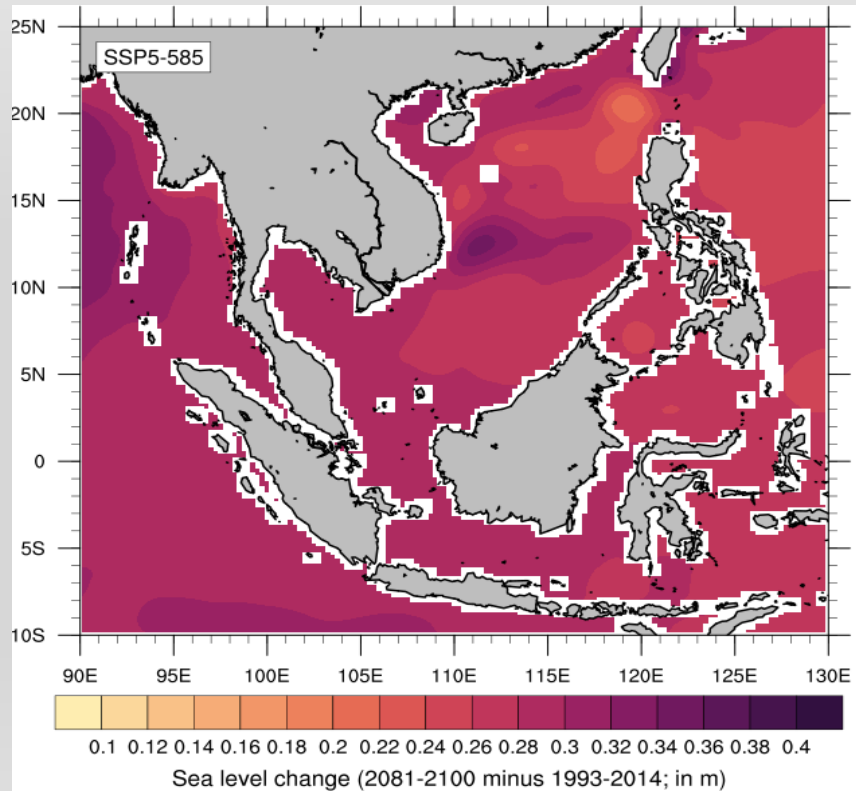 25N
SSP5-585
20N
15N
10N
5N
0
5S
10S
90E 95E 100E 105E 110E 115E 120E 125E 130E
0.1 0.12 0.14 0.16 0.18 0.2 0.22 0.24 0.26 0.28 0.3 0.32 0.34 0.36 0.38 0.4
Sea level change (2081-2100 minus 1993-2014; in m)